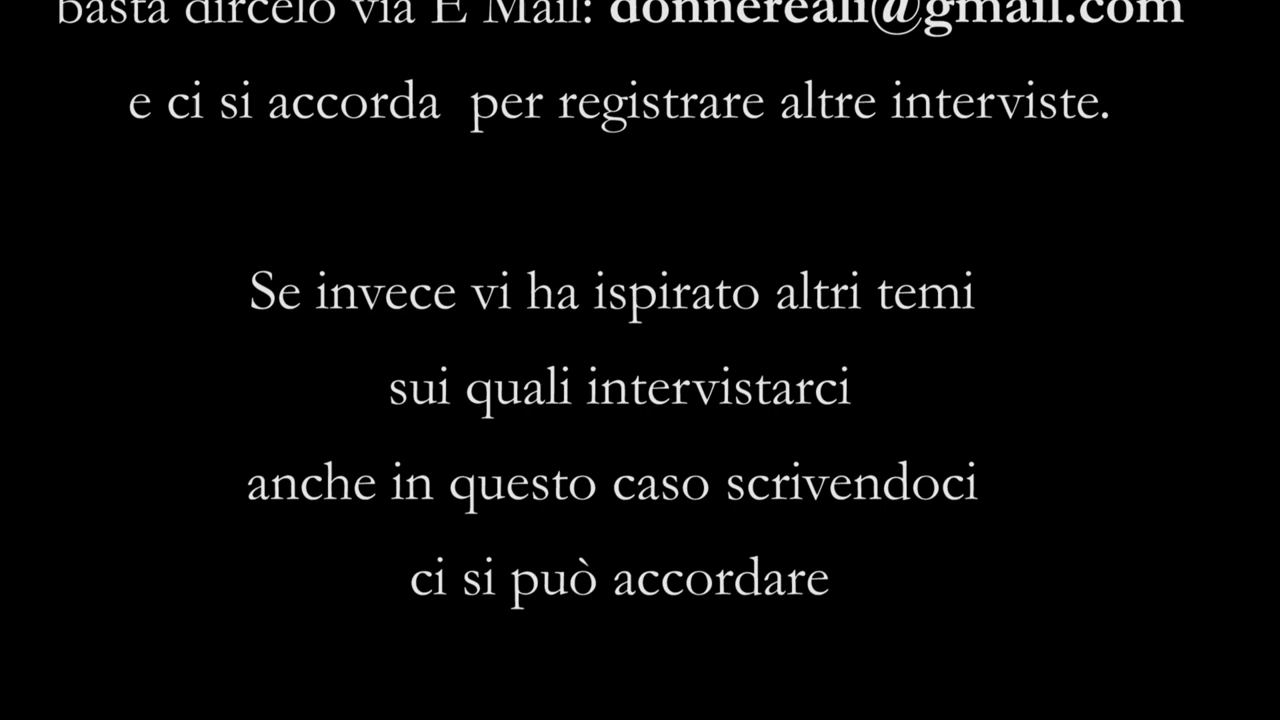 basta dircelo via E Mail: donnereali@gmail.com
e ci si accorda  per registrare altre interviste.
Se invece vi ha ispirato altri temi
sui quali intervistarci
anche in questo caso scrivendoci
ci si può accordare